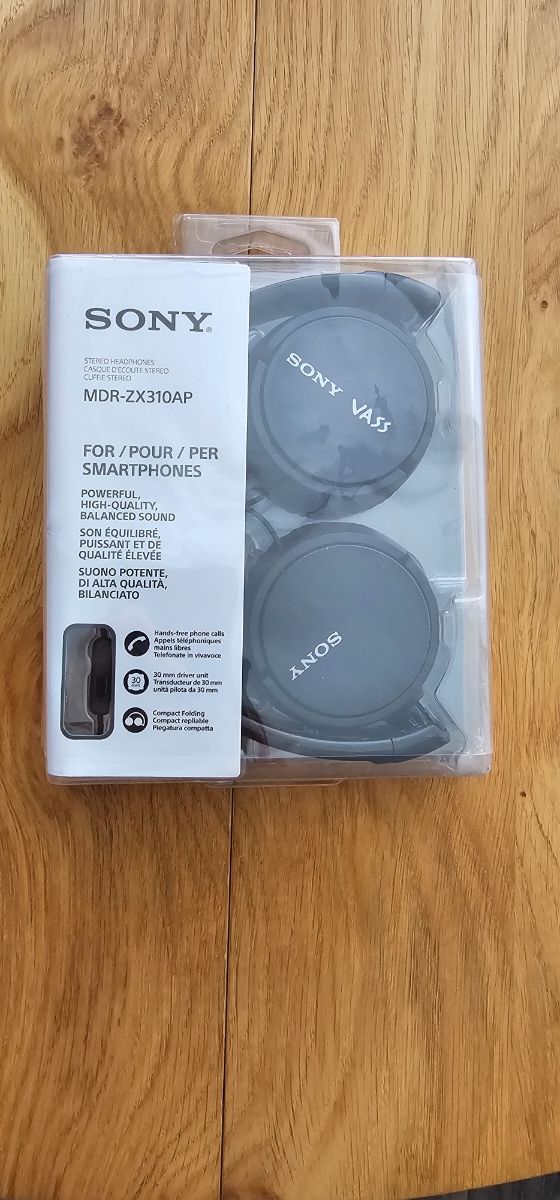 SONY®
STEREO HEADPHONES
CASQUE D'ECOUTE STEREO
CUFFIE STEREO
MDR-ZX310AP
FOR / POUR / PER
SMARTPHONES
POWERFUL,
HIGH-QUALITY,
BALANCED SOUND
SON ÉQUILIBRÉ,
PUISSANT ET DE
QUALITÉ ÉLEVÉE
SUONO POTENTE,
DI ALTA QUALITÀ,
BILANCIATO
Hands-free phone calls
Appels téléphoniques
mains libres
Telefonate in vivavoce
30
mm
30 mm driver unit
Transducteur de 30 mm
unità pilota da 30 mm
Compact Folding
Compact repliable
Piegatura compatta
SONY VASS
SONY